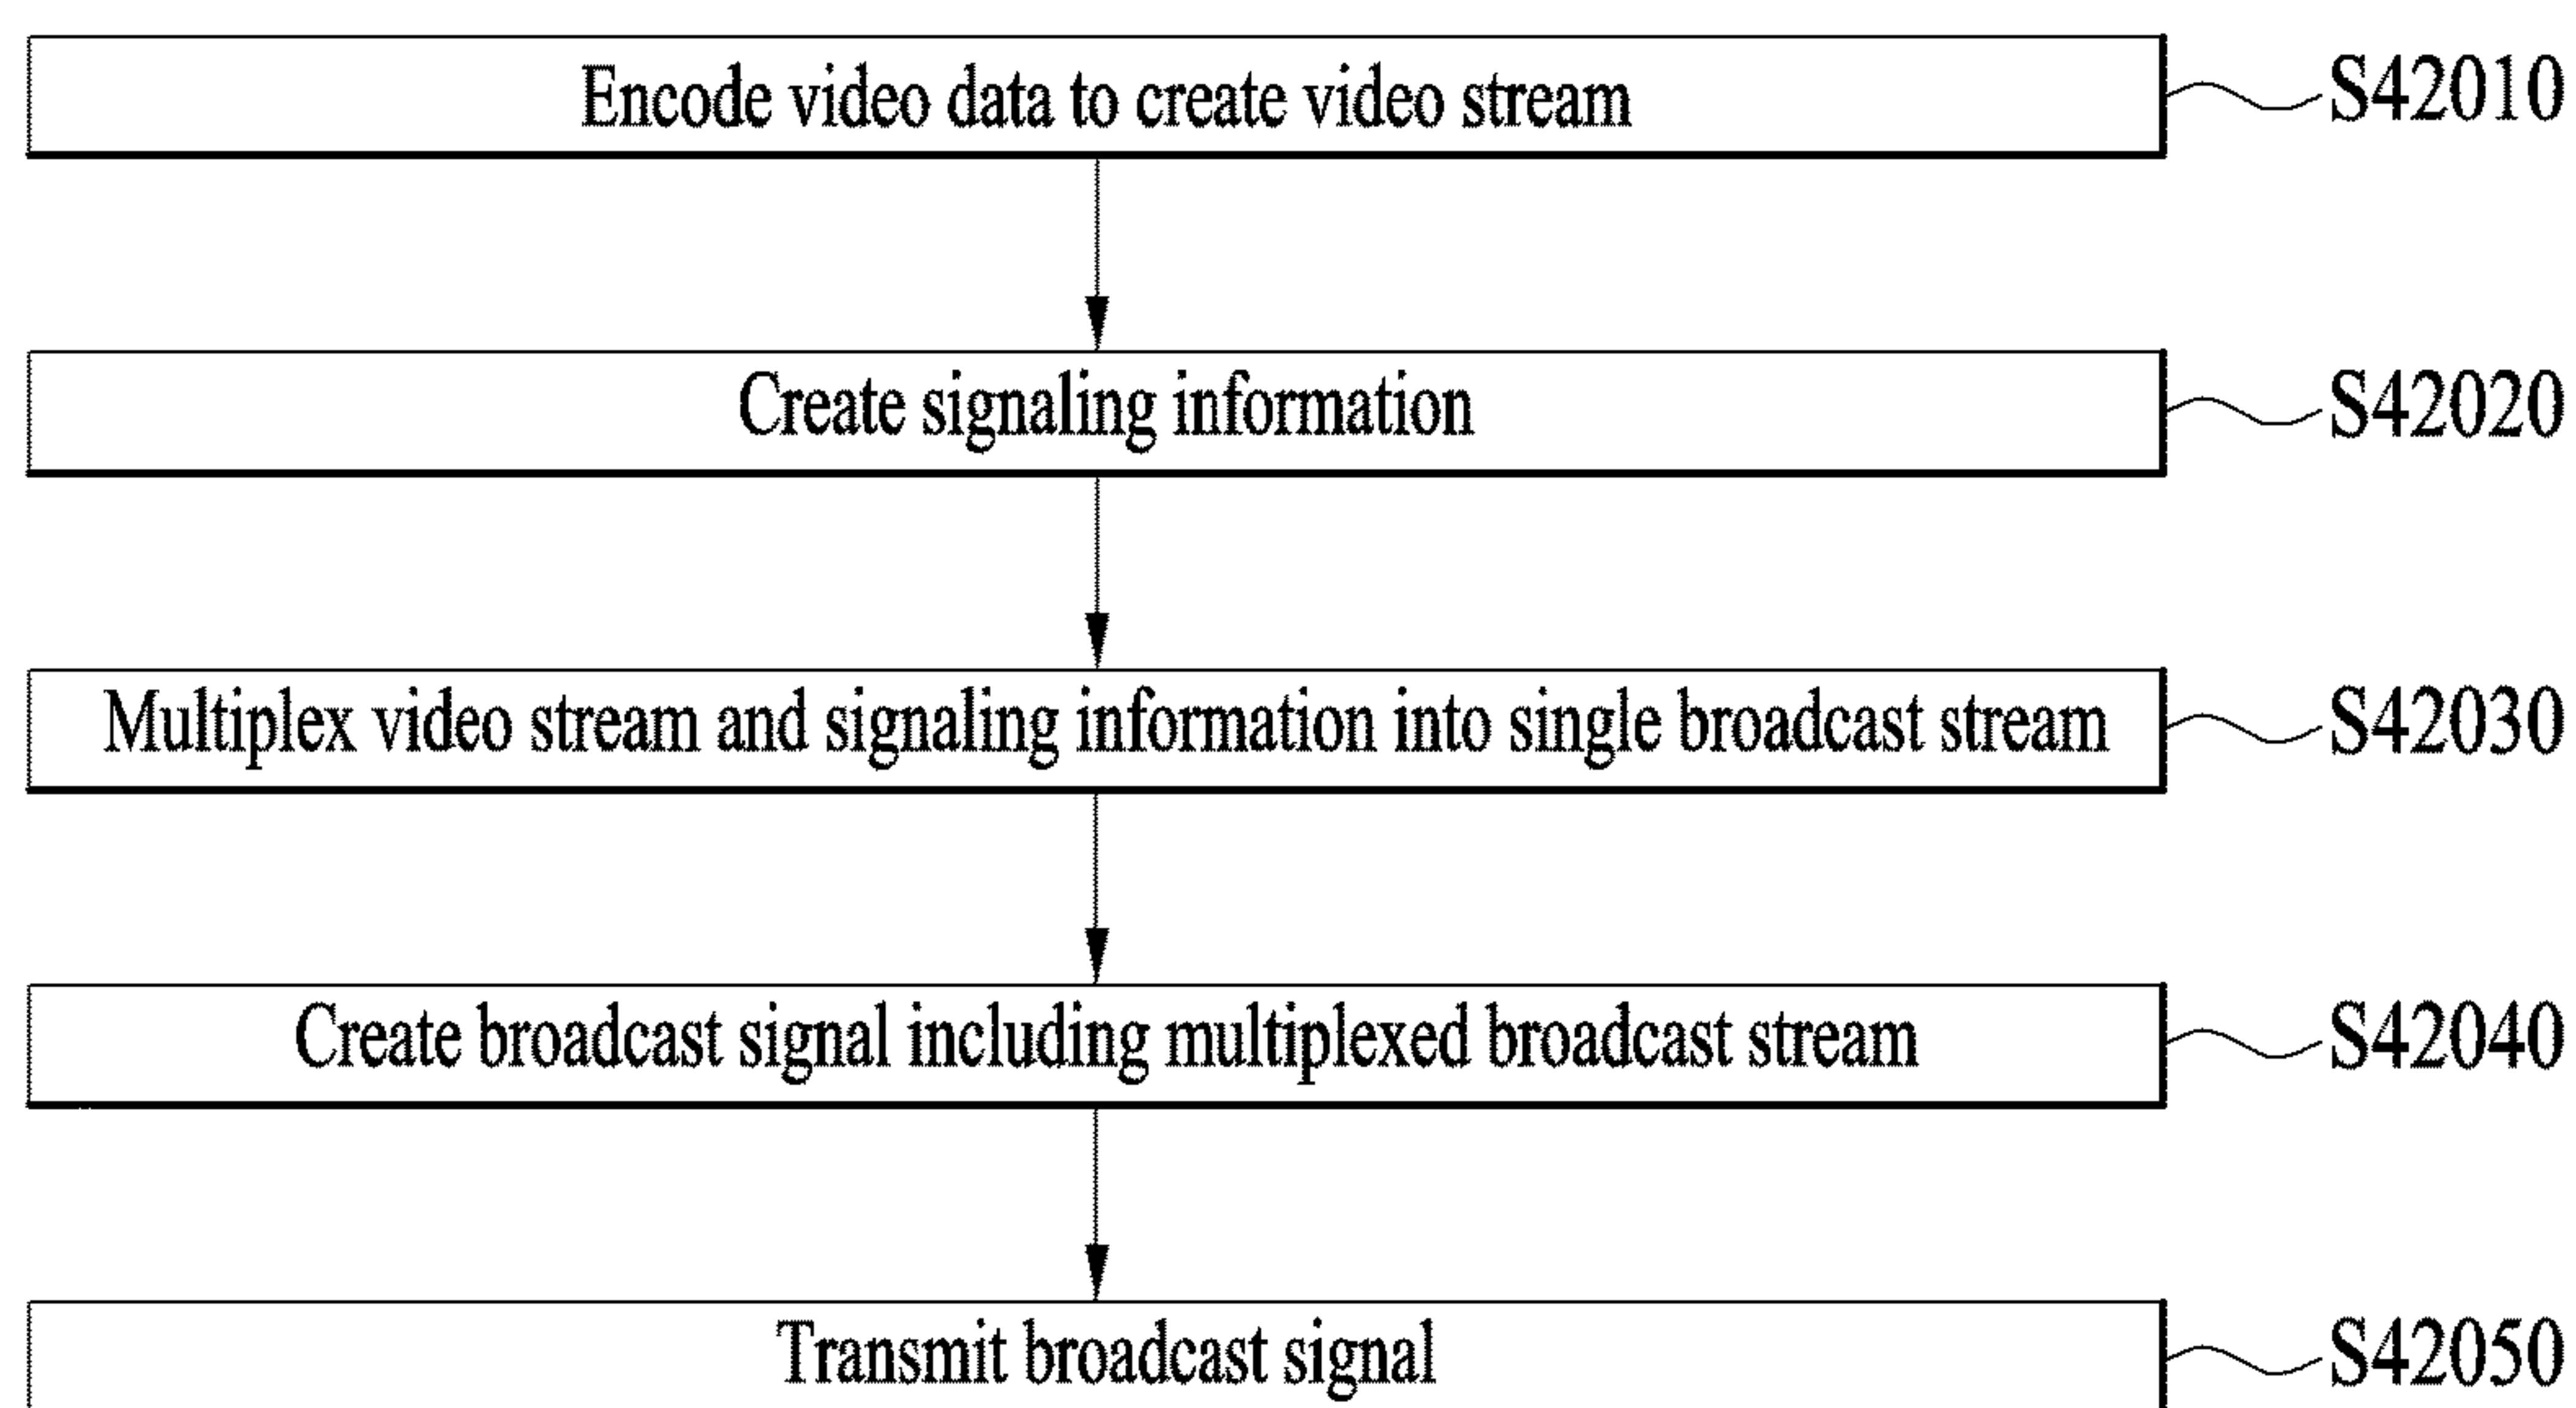 Encode video data to create video stream S42010
Create signaling information S42020
Multiplex video stream and signaling information into single broadcast stream S42030
Create broadcast signal including multiplexed broadcast stream S42040
Transmit broadcast signal S42050